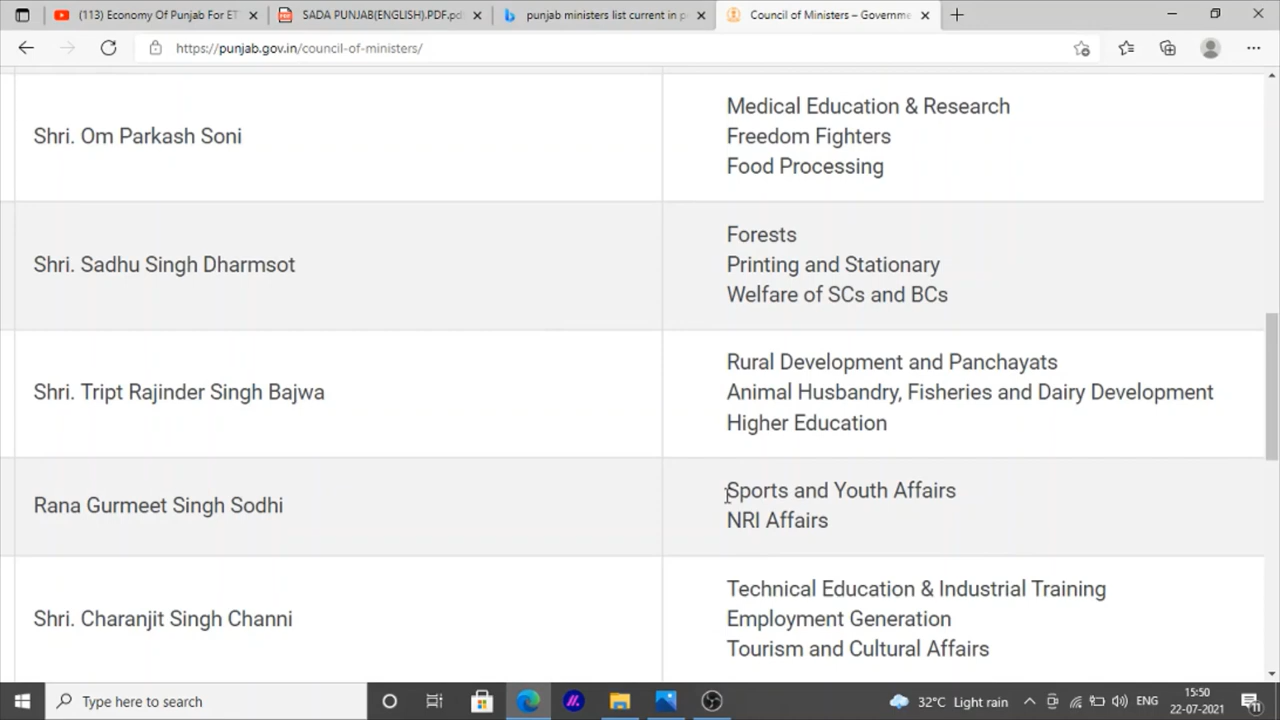 (113) Economy Of Punjab For ET
SADA PUNJAB(ENGLISH).PDF.pd
punjab ministers list current in p
Council of Ministers – Governme
https://punjab.gov.in/council-of-ministers/
Shri. Om Parkash Soni
Medical Education & Research
Freedom Fighters
Food Processing
Shri. Sadhu Singh Dharmsot
Forests
Printing and Stationary
Welfare of SCs and BCs
Shri. Tript Rajinder Singh Bajwa
Rural Development and Panchayats
Animal Husbandry, Fisheries and Dairy Development
Higher Education
Rana Gurmeet Singh Sodhi
Sports and Youth Affairs
NRI Affairs
Shri. Charanjit Singh Channi
Technical Education & Industrial Training
Employment Generation
Tourism and Cultural Affairs
Type here to search
32°C Light rain
ENG
15:50
22-07-2021